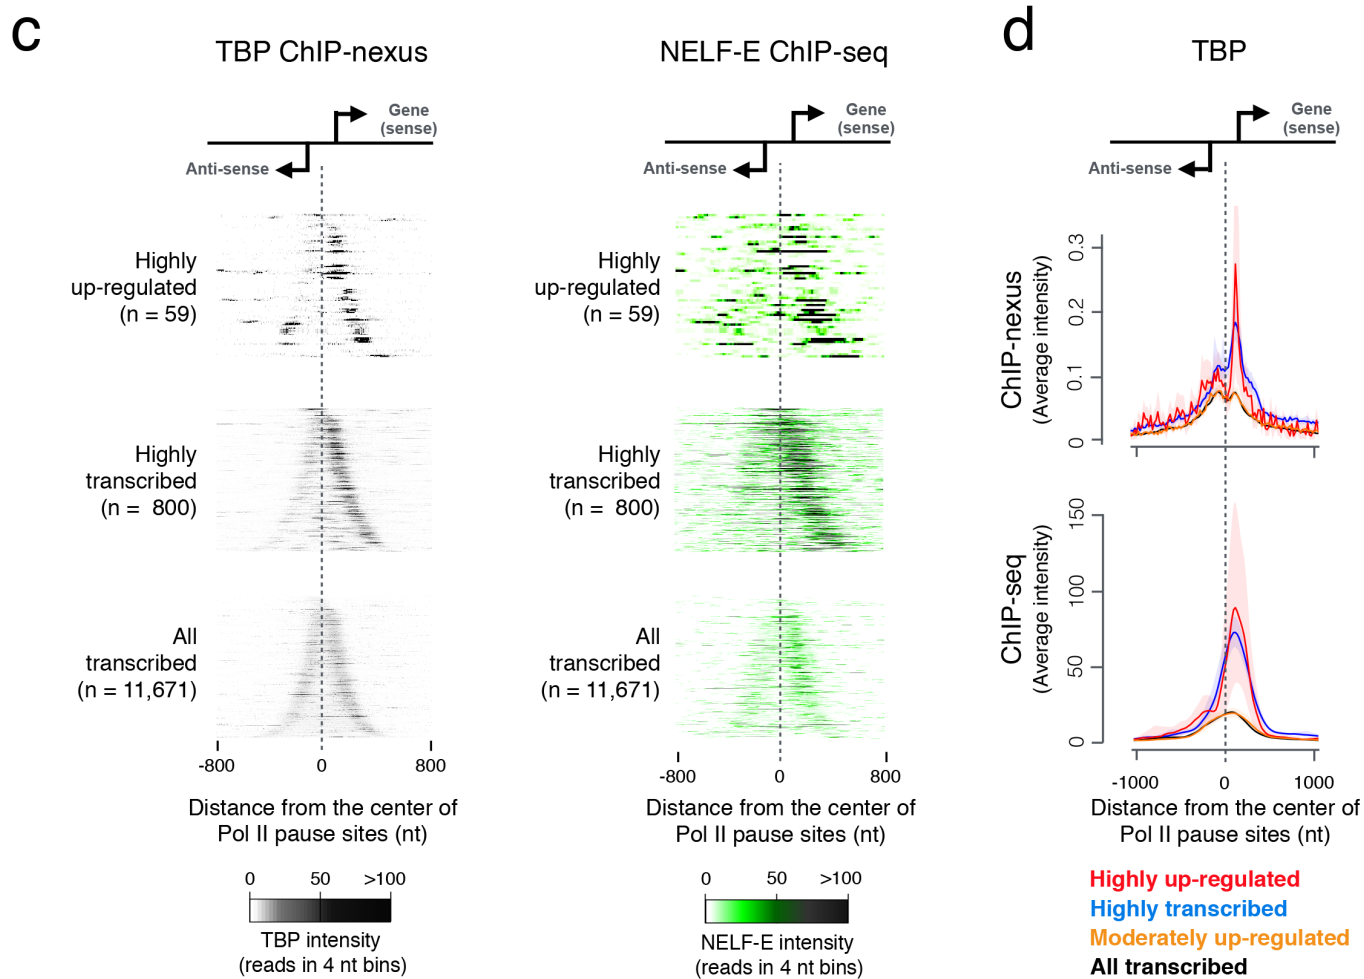 c
TBP ChIP-nexus
Gene
(sense)
Anti-sense
Highly
up-regulated
(n = 59)
Highly
transcribed
(n = 800)
All
transcribed
(n = 11,671)
-800
0
800
Distance from the center of
Pol II pause sites (nt)
0
50
>100
TBP intensity
(reads in 4 nt bins)
NELF-E ChIP-seq
Gene
(sense)
Anti-sense
Highly
up-regulated
(n = 59)
Highly
transcribed
(n = 800)
All
transcribed
(n = 11,671)
-800
0
800
Distance from the center of
Pol II pause sites (nt)
0
50
>100
NELF-E intensity
(reads in 4 nt bins)
d
TBP
Gene
(sense)
Anti-sense
ChIP-nexus
(Average intensity)
0.3
0.2
0.1
0
ChIP-seq
(Average intensity)
150
100
50
0
-1000
0
1000
Distance from the center of
Pol II pause sites (nt)
Highly up-regulated
Highly transcribed
Moderately up-regulated
All transcribed